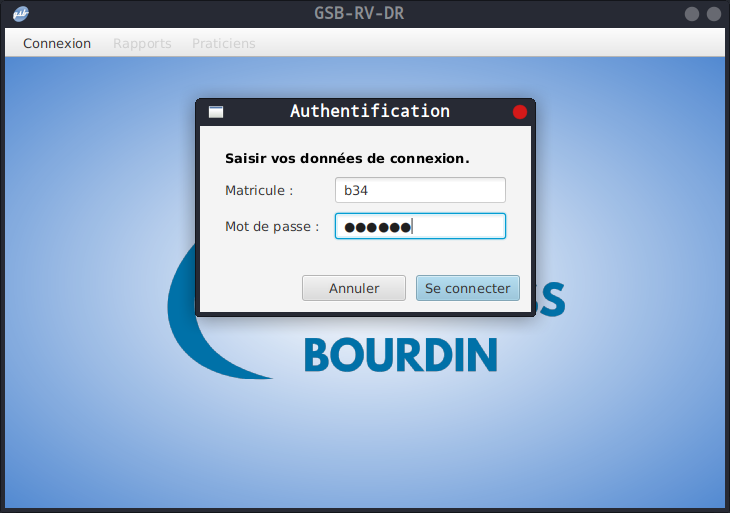 gsb
GSB-RV-DR
Connexion Rapports Praticiens
Authentification
Saisir vos données de connexion.
Matricule : b34
Mot de passe : ●●●●●●
Annuler Se connecter
BOURDIN